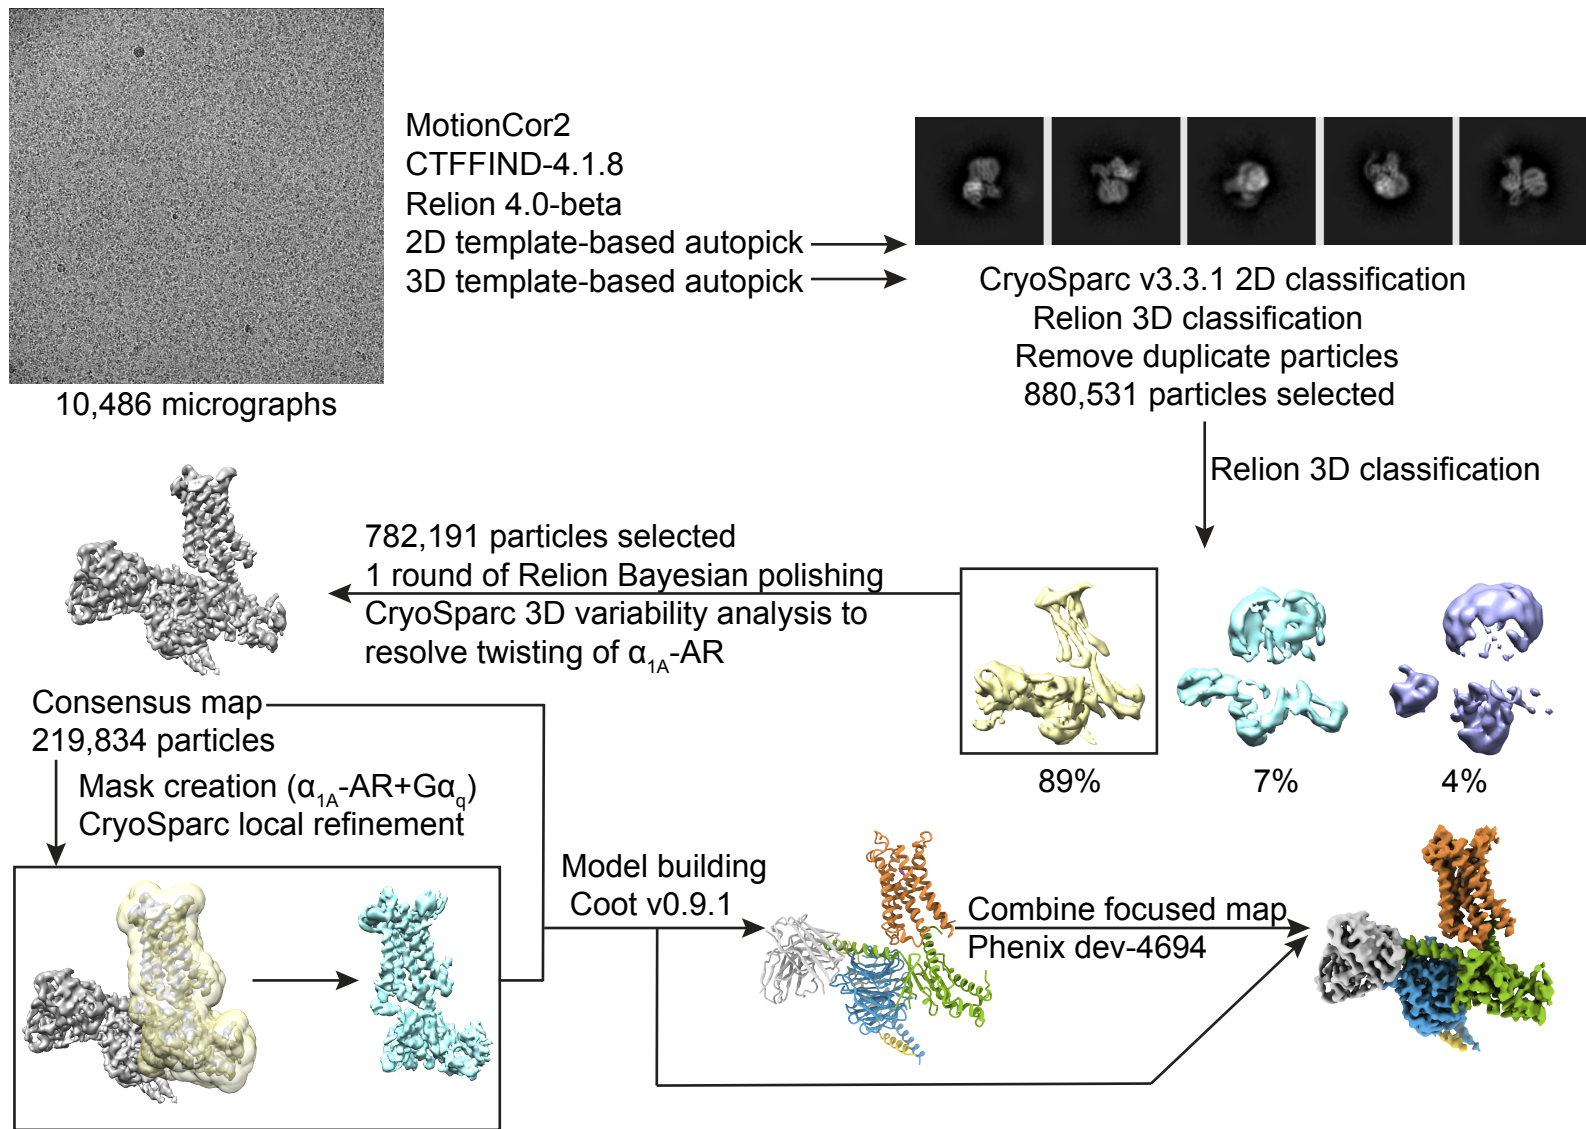 MotionCor2
CTFFIND-4.1.8
Relion 4.0-beta
2D template-based autopick
3D template-based autopick
10,486 micrographs
CryoSparc v3.3.1 2D classification
Relion 3D classification
Remove duplicate particles
880,531 particles selected
Relion 3D classification
782,191 particles selected
1 round of Relion Bayesian polishing
CryoSparc 3D variability analysis to
resolve twisting of α1A-AR
89%
7%
4%
Consensus map
219,834 particles
Mask creation (α1A-AR+Gαq)
CryoSparc local refinement
Model building
Coot v0.9.1
Combine focused map
Phenix dev-4694